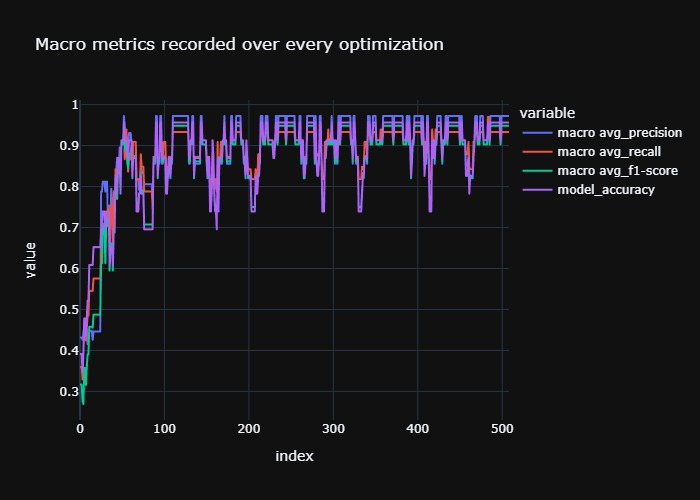 Macro metrics recorded over every optimization
variable
macro avg_precision
macro avg_recall
macro avg_f1-score
model_accuracy
value
1
0.9
0.8
0.7
0.6
0.5
0.4
0.3
0 100 200 300 400 500
index